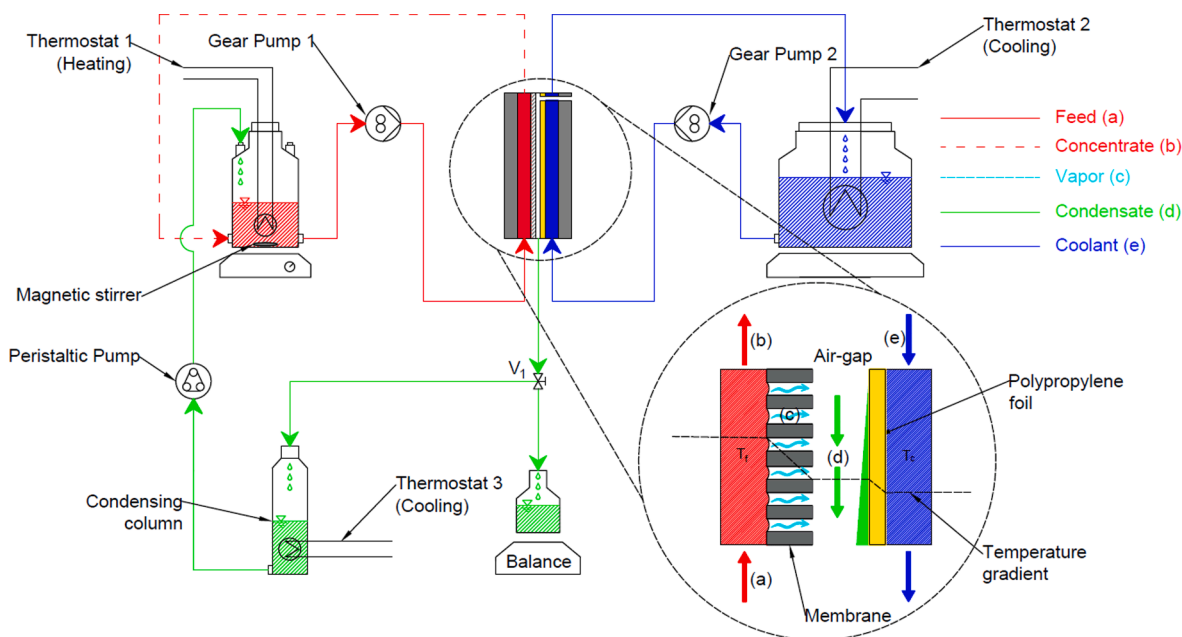 Thermostat 1
(Heating)
Gear Pump 1
Gear Pump 2
Thermostat 2
(Cooling)
Feed (a)
Concentrate (b)
Vapor (c)
Condensate (d)
Coolant (e)
Magnetic stirrer
Peristaltic Pump
V1
Condensing
column
Thermostat 3
(Cooling)
Balance
(b)
Air-gap
(e)
Polypropylene
foil
(c)
Tf
(d)
Tc
(a)
Membrane
Temperature
gradient